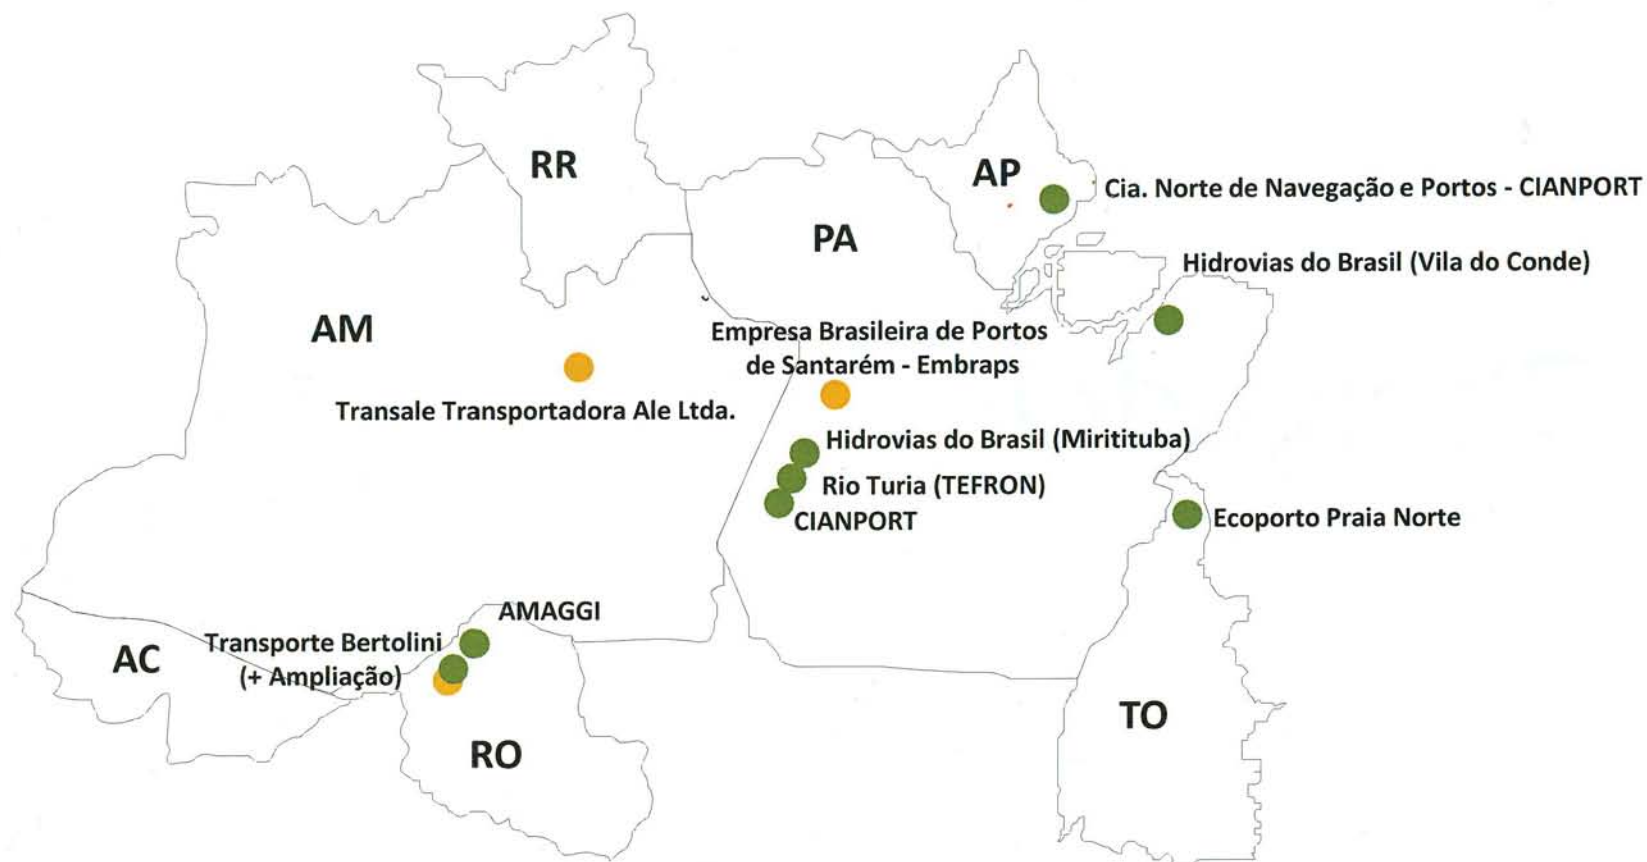 RR
AP
Cia. Norte de Navegação e Portos - CIANPORT
PA
Hidrovias do Brasil (Vila do Conde)
AM
Empresa Brasileira de Portos
de Santarém - Embraps
Transale Transportadora Ale Ltda.
Hidrovias do Brasil (Miritituba)
Rio Turia (TEFRON)
CIANPORT
Ecoporto Praia Norte
AMAGGI
Transporte Bertolini
(+ Ampliação)
AC
TO
RO